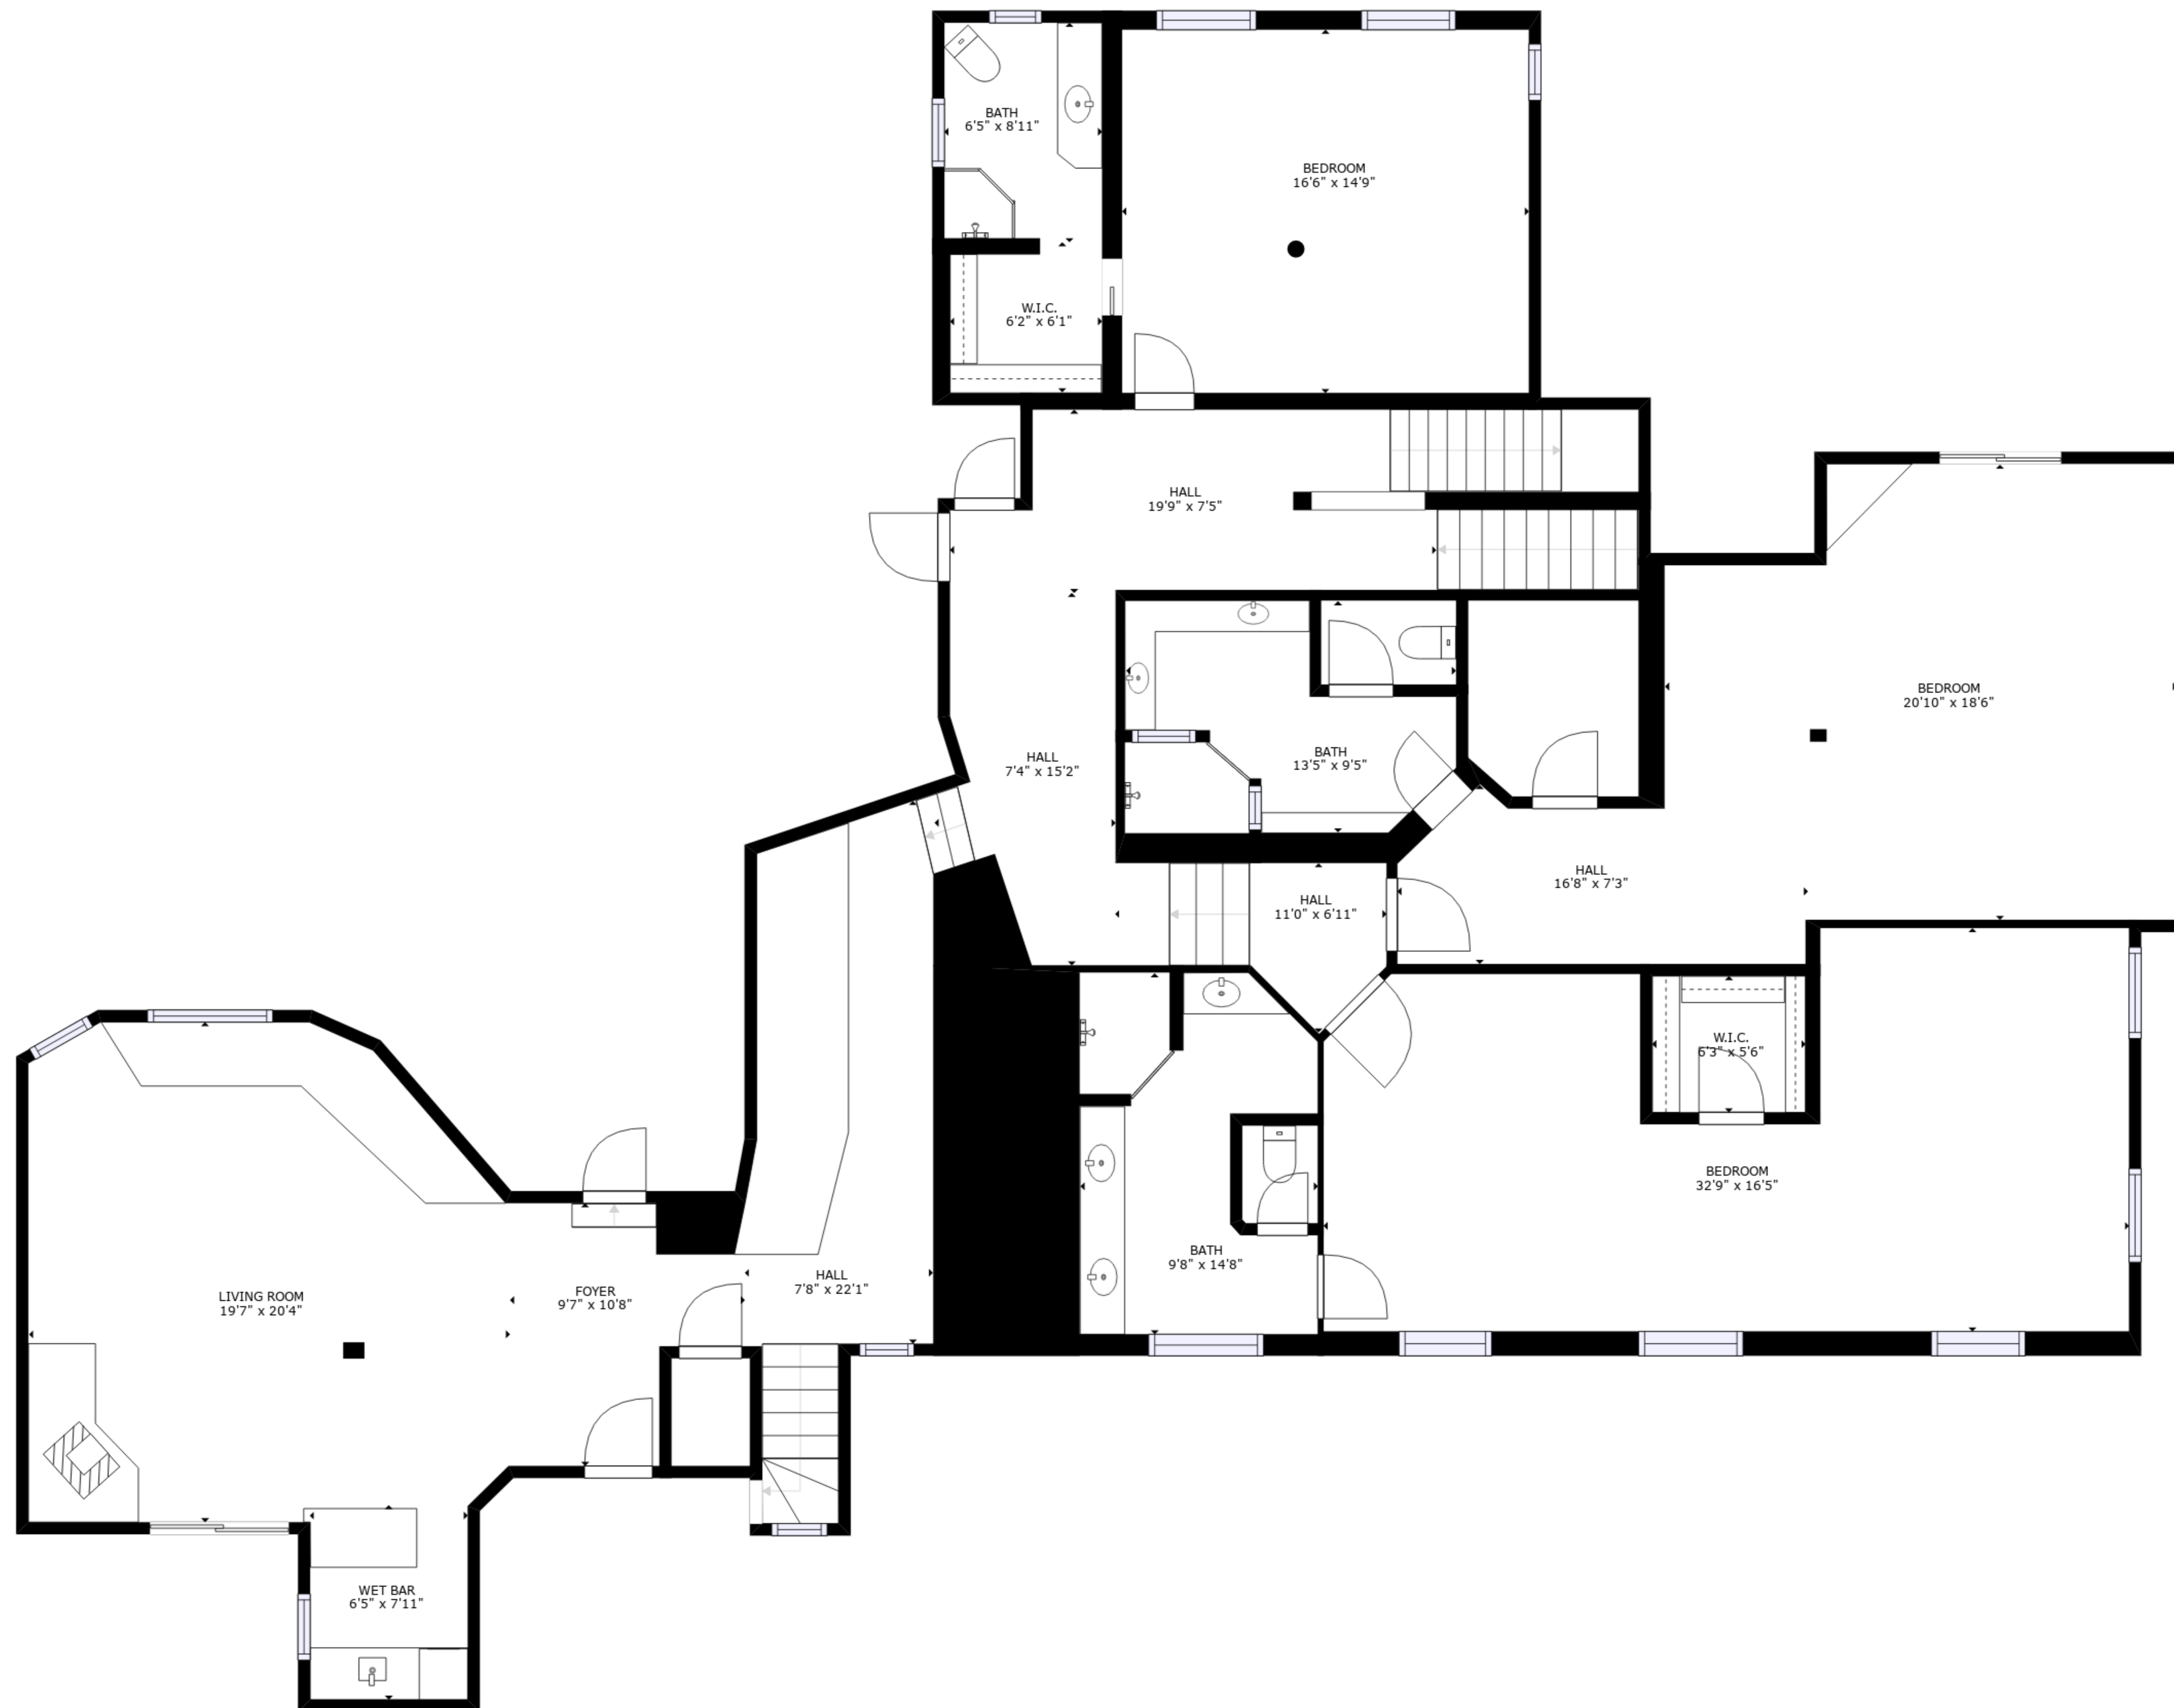 BATH
6'5" x 8'11"
BEDROOM
16'6" x 14'9"
W.I.C.
6'2" x 6'1"
HALL
19'9" x 7'5"
BEDROOM
20'10" x 18'6"
BATH
13'5" x 9'5"
HALL
7'4" x 15'2"
HALL
16'8" x 7'3"
HALL
11'0" x 6'11"
W.I.C.
6'3" x 5'6"
BEDROOM
32'9" x 16'5"
BATH
9'8" x 14'8"
HALL
7'8" x 22'1"
FOYER
9'7" x 10'8"
LIVING ROOM
19'7" x 20'4"
WET BAR
6'5" x 7'11"